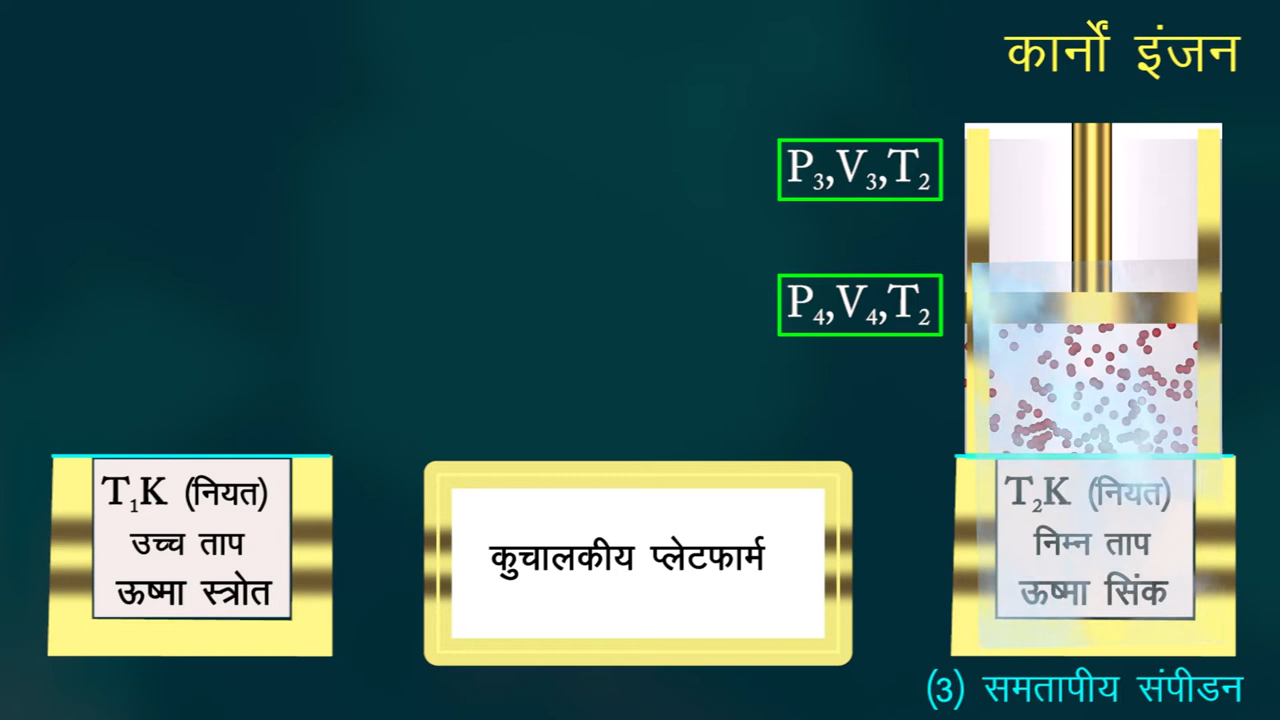 कार्नों इंजन
P₃,V₃,T₂
P₄,V₄,T₂
T₁K (नियत)
उच्च ताप
ऊष्मा स्त्रोत
कुचालकीय प्लेटफार्म
T₂K (नियत)
निम्न ताप
ऊष्मा सिंक
(3) समतापीय संपीडन